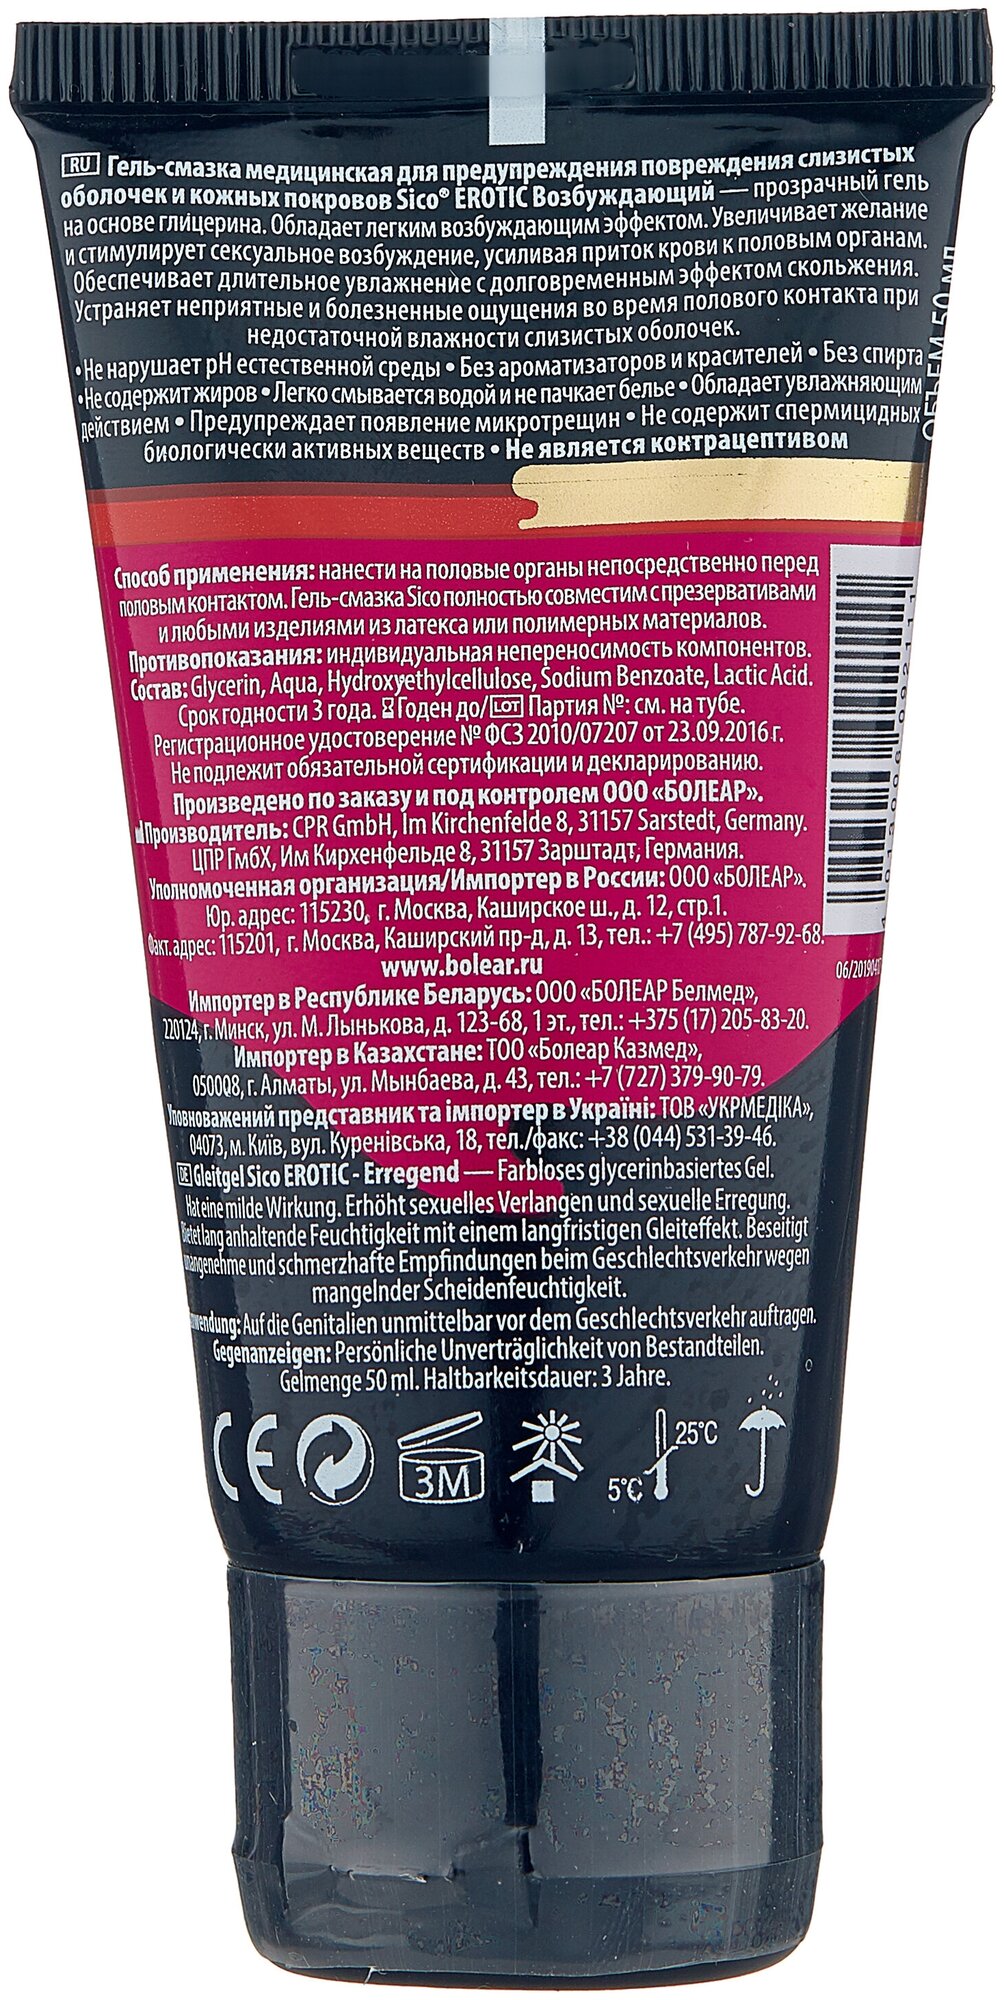 RU Гель-смазка медицинская для предупреждения повреждения слизистых
оболочек и кожных покровов Sico® EROTIC Возбуждающий — прозрачный гель
на основе глицерина. Обладает легким возбуждающим эффектом. Увеличивает желание
и стимулирует сексуальное возбуждение, усиливая приток крови к половым органам.
Обеспечивает длительное увлажнение с долговременным эффектом скольжения.
Устраняет неприятные и болезненные ощущения во время полового контакта при
недостаточной влажности слизистых оболочек.
• Не нарушает pH естественной среды • Без ароматизаторов и красителей • Без спирта
• Не содержит жиров • Легко смывается водой и не пачкает белье • Обладает увлажняющим
действием • Предупреждает появление микротрещин • Не содержит спермицидных
биологически активных веществ • Не является контрацептивом
ОБЪЕМ 50 МЛ
Способ применения: нанести на половые органы непосредственно перед
половым контактом. Гель-смазка Sico полностью совместим с презервативами
и любыми изделиями из латекса или полимерных материалов.
Противопоказания: индивидуальная непереносимость компонентов.
Состав: Glycerin, Aqua, Hydroxyethylcellulose, Sodium Benzoate, Lactic Acid.
Срок годности 3 года. Годен до/LOT Партия №: см. на тубе.
Регистрационное удостоверение № ФСЗ 2010/07207 от 23.09.2016 г.
Не подлежит обязательной сертификации и декларированию.
Произведено по заказу и под контролем ООО «БОЛЕАР».
Производитель: CPR GmbH, Im Kirchenfelde 8, 31157 Sarstedt, Germany.
ЦПР ГмбХ, Им Кирхенфельде 8, 31157 Зарштадт, Германия.
Уполномоченная организация/Импортер в России: ООО «БОЛЕАР».
Юр. адрес: 115230, г. Москва, Каширское ш., д. 12, стр.1.
Факт. адрес: 115201, г. Москва, Каширский пр-д, д. 13, тел.: +7 (495) 787-92-68.
www.bolear.ru
06/2019
Импортер в Республике Беларусь: ООО «БОЛЕАР Белмед»,
220124, г. Минск, ул. М. Лынькова, д. 123-68, 1 эт., тел.: +375 (17) 205-83-20.
Импортер в Казахстане: ТОО «Болеар Казмед»,
050008, г. Алматы, ул. Мынбаева, д. 43, тел.: +7 (727) 379-90-79.
Уповноважений представник та імпортер в Україні: ТОВ «УКРМЕДІКА»,
04073, м. Київ, вул. Куренівська, 18, тел./факс: +38 (044) 531-39-46.
DE Gleitgel Sico EROTIC - Erregend — Farbloses glycerinbasiertes Gel.
Hat eine milde Wirkung. Erhöht sexuelles Verlangen und sexuelle Erregung.
Bietet lang anhaltende Feuchtigkeit mit einem langfristigen Gleiteffekt. Beseitigt
unangenehme und schmerzhafte Empfindungen beim Geschlechtsverkehr wegen
mangelnder Scheidenfeuchtigkeit.
Anwendung: Auf die Genitalien unmittelbar vor dem Geschlechtsverkehr auftragen.
Gegenanzeigen: Persönliche Unverträglichkeit von Bestandteilen.
Gelmenge 50 ml. Haltbarkeitsdauer: 3 Jahre.
CE 3M 5°C 25°C